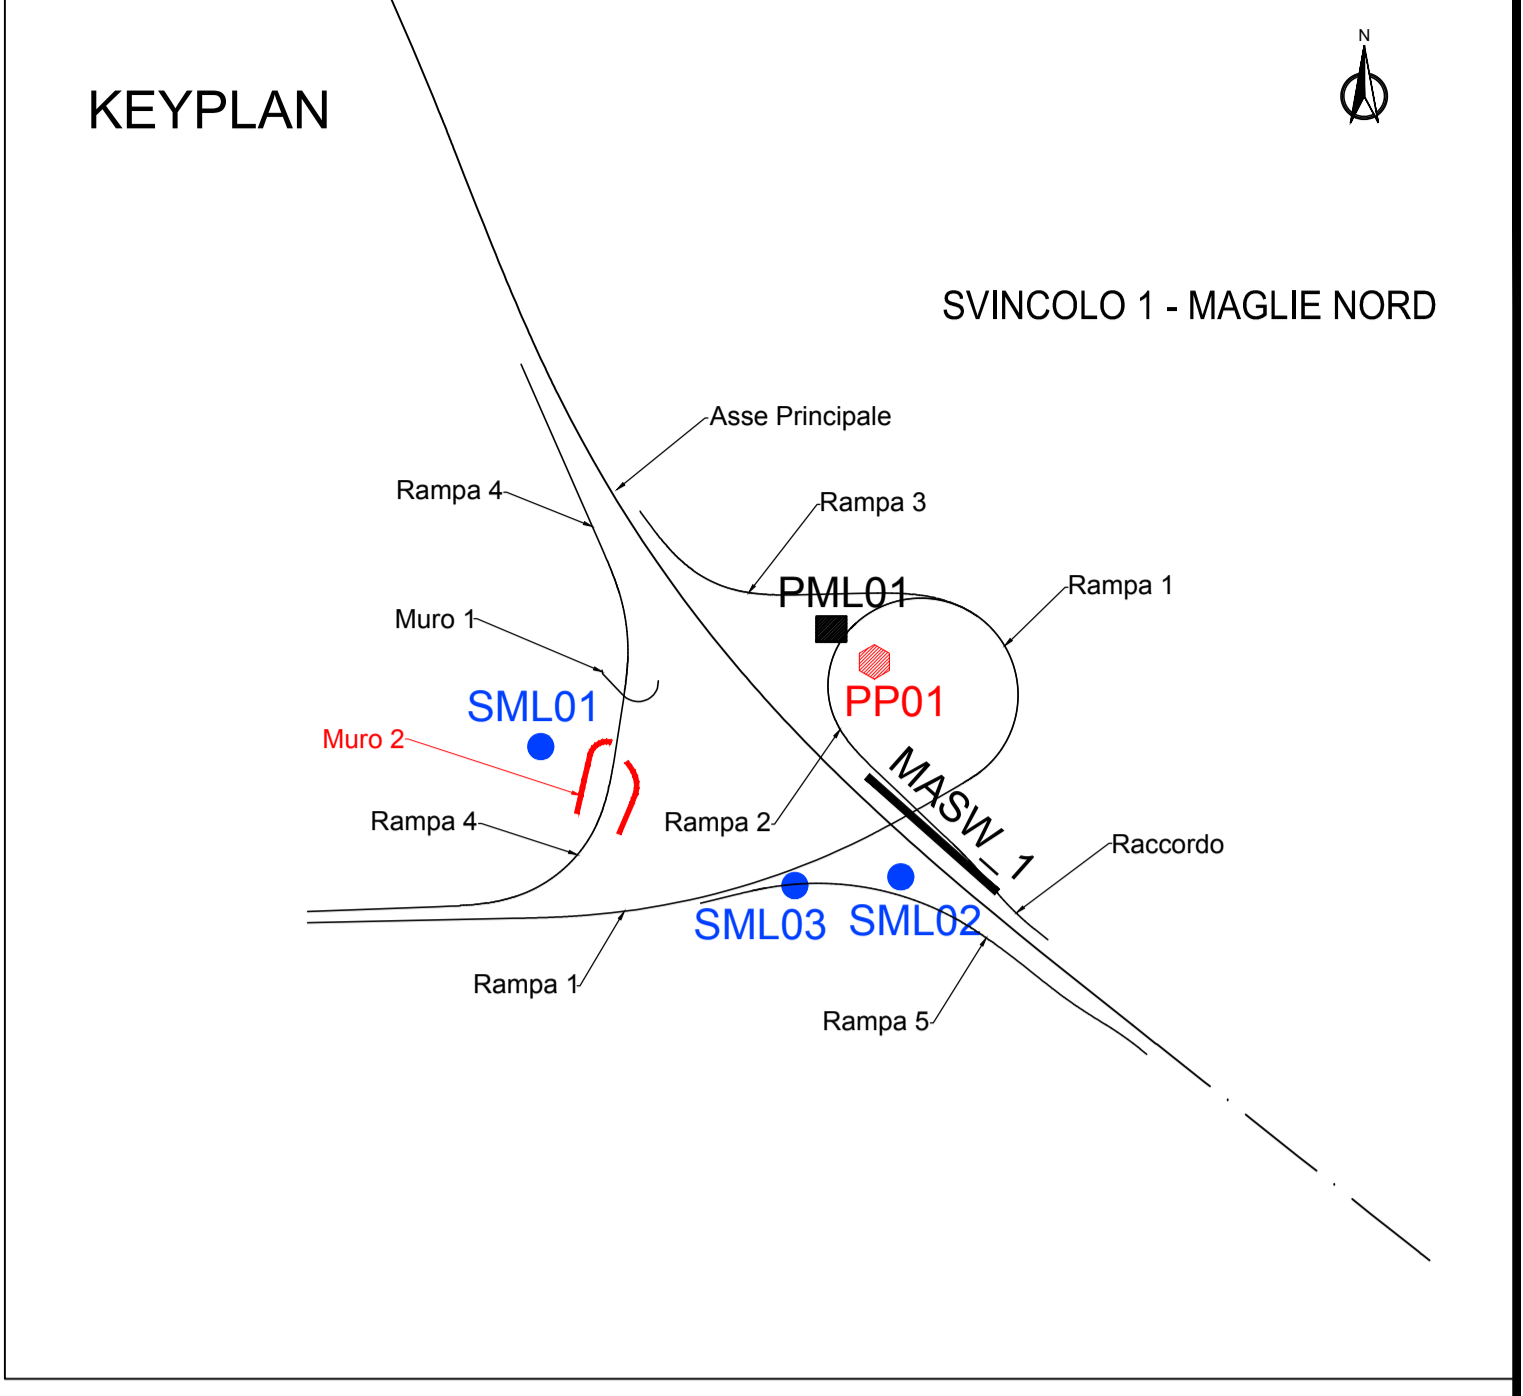 N
KEYPLAN
SVINCOLO 1 - MAGLIE NORD
Asse Principale
Rampa 4
Rampa 3
PML01
Rampa 1
Muro 1
SML01
PP01
Muro 2
MASW_1
Rampa 4
Rampa 2
Raccordo
SML03
SML02
Rampa 1
Rampa 5